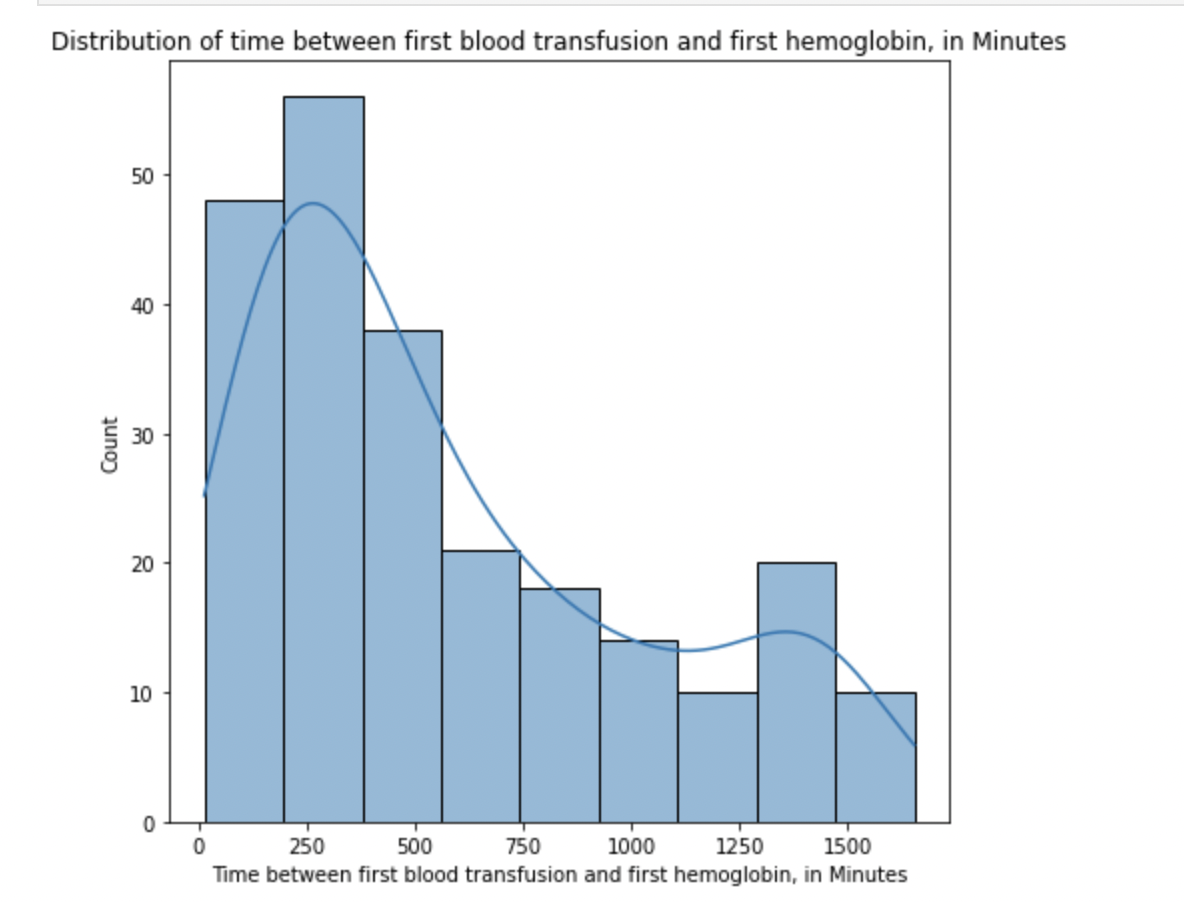 Distribution of time between first blood transfusion and first hemoglobin, in Minutes
50
40
30
20
10
0
Count
0 250 500 750 1000 1250 1500
Time between first blood transfusion and first hemoglobin, in Minutes